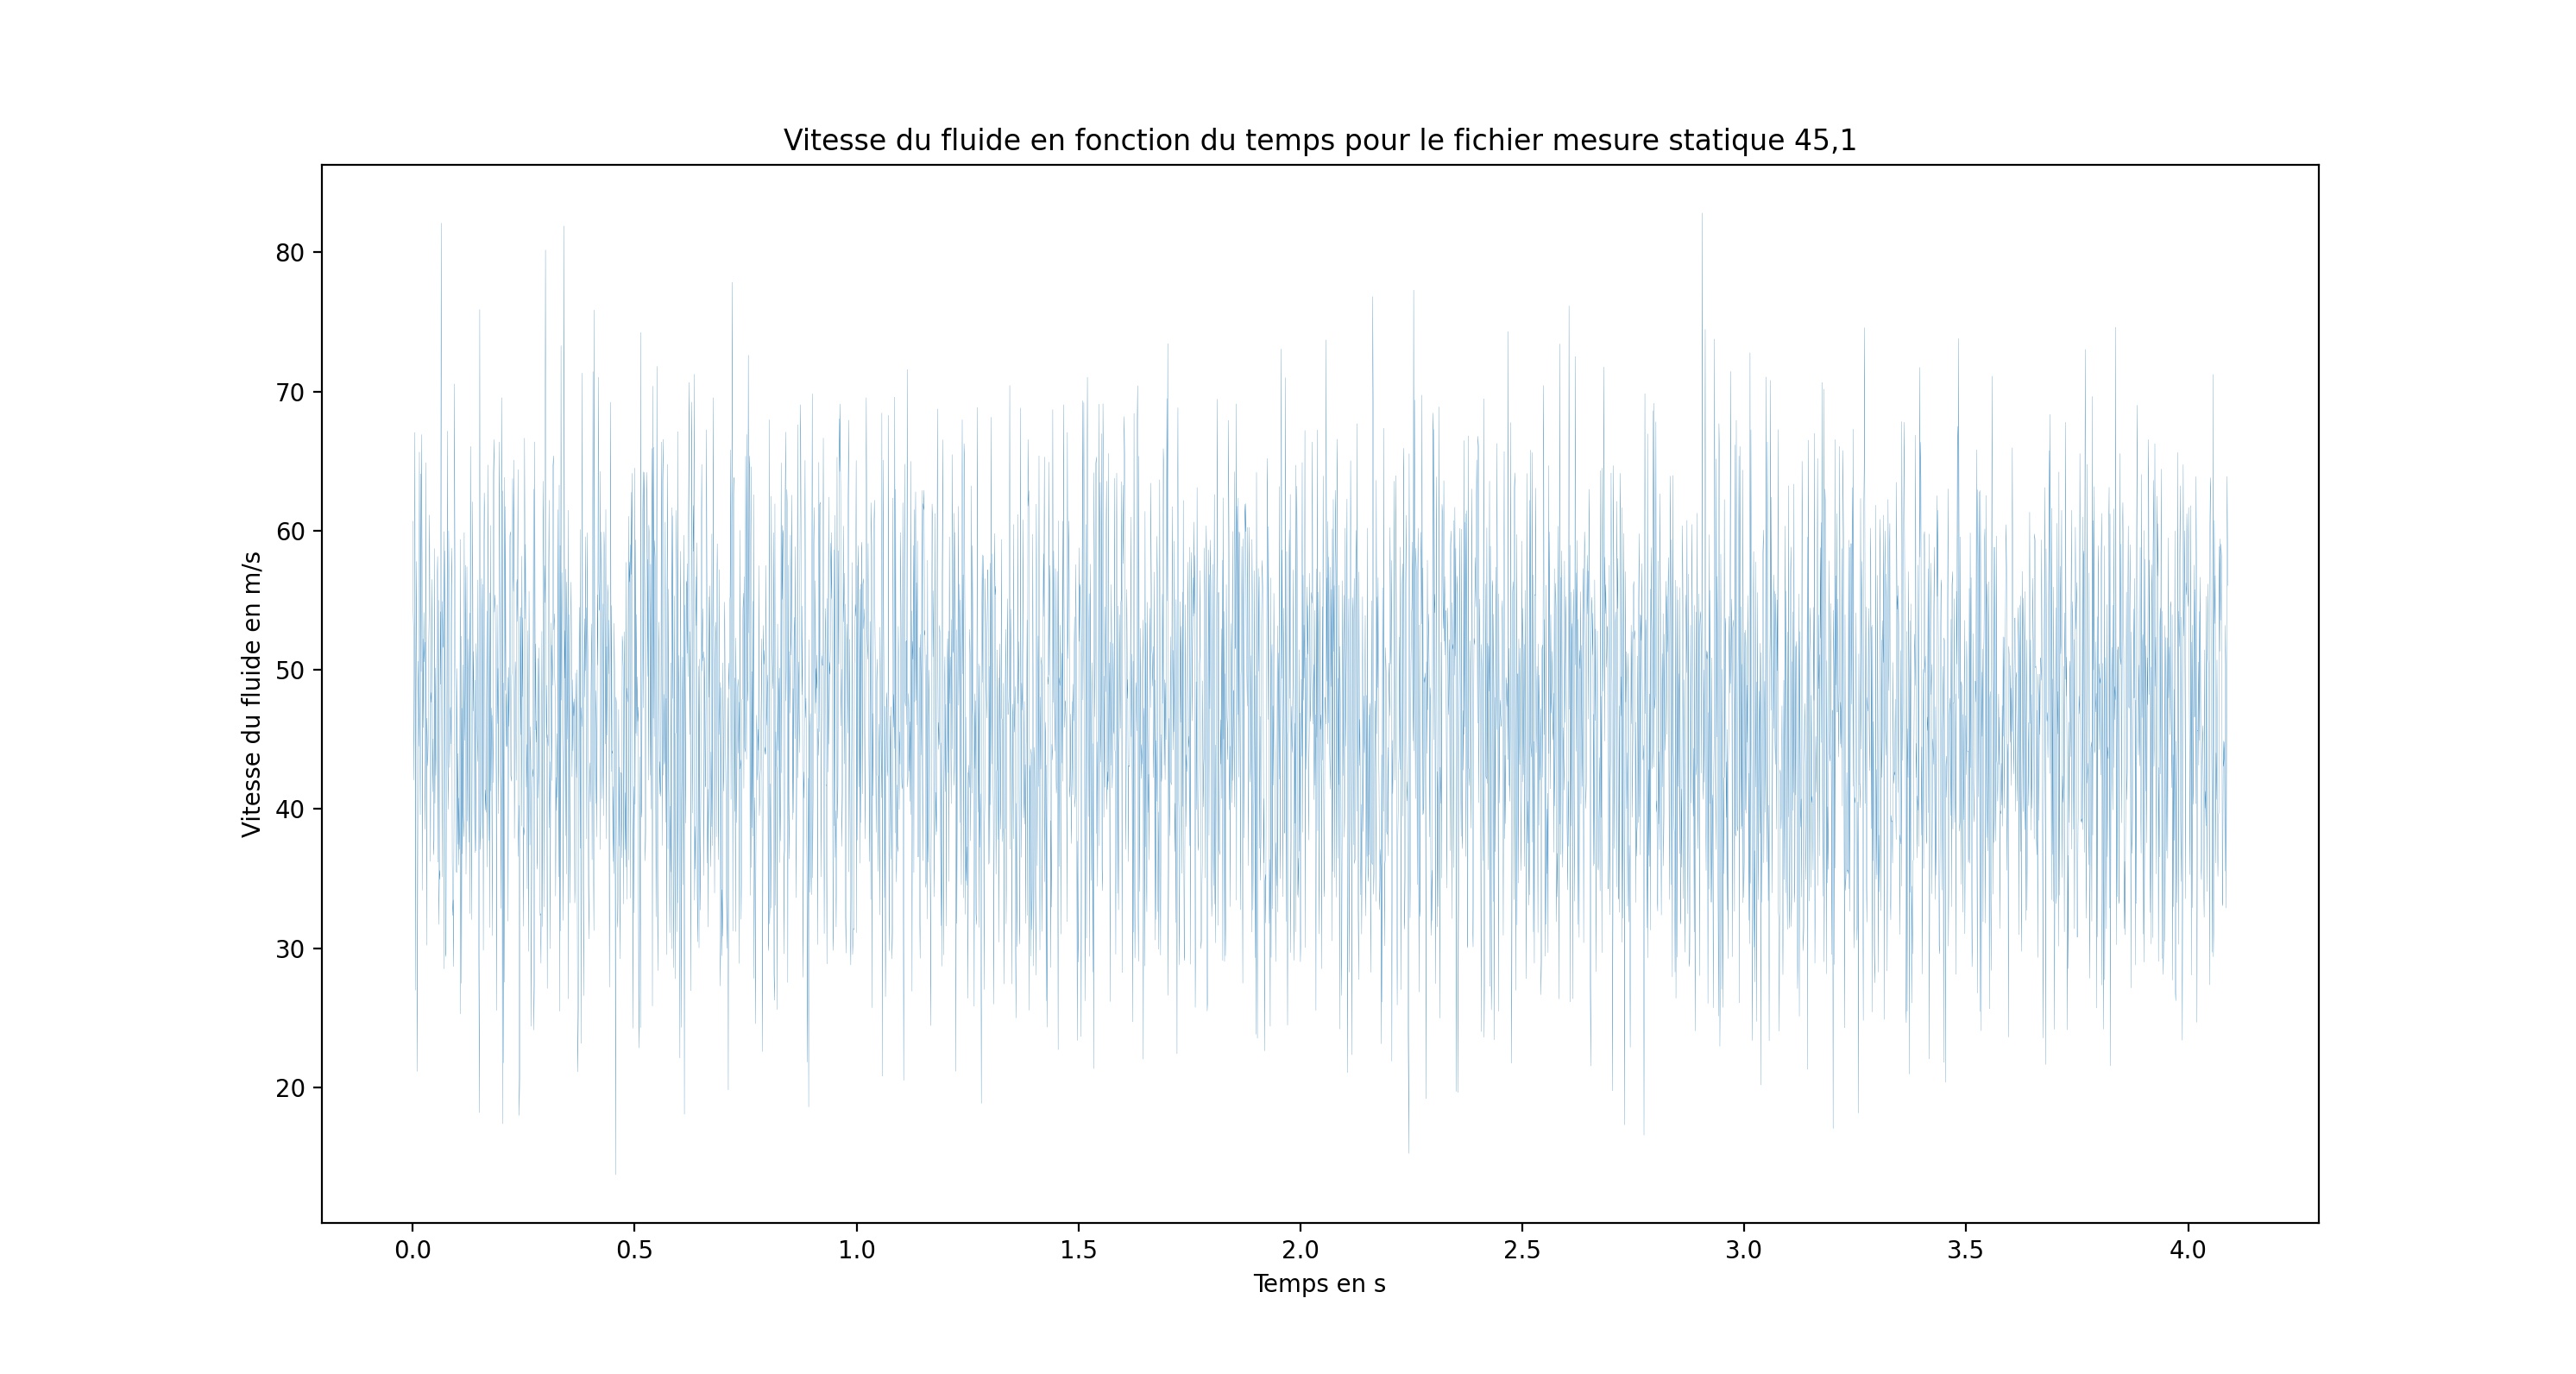 Vitesse du fluide en fonction du temps pour le fichier mesure statique 45,1
80
70
60
50
40
30
20
Vitesse du fluide en m/s
0.0 0.5 1.0 1.5 2.0 2.5 3.0 3.5 4.0
Temps en s